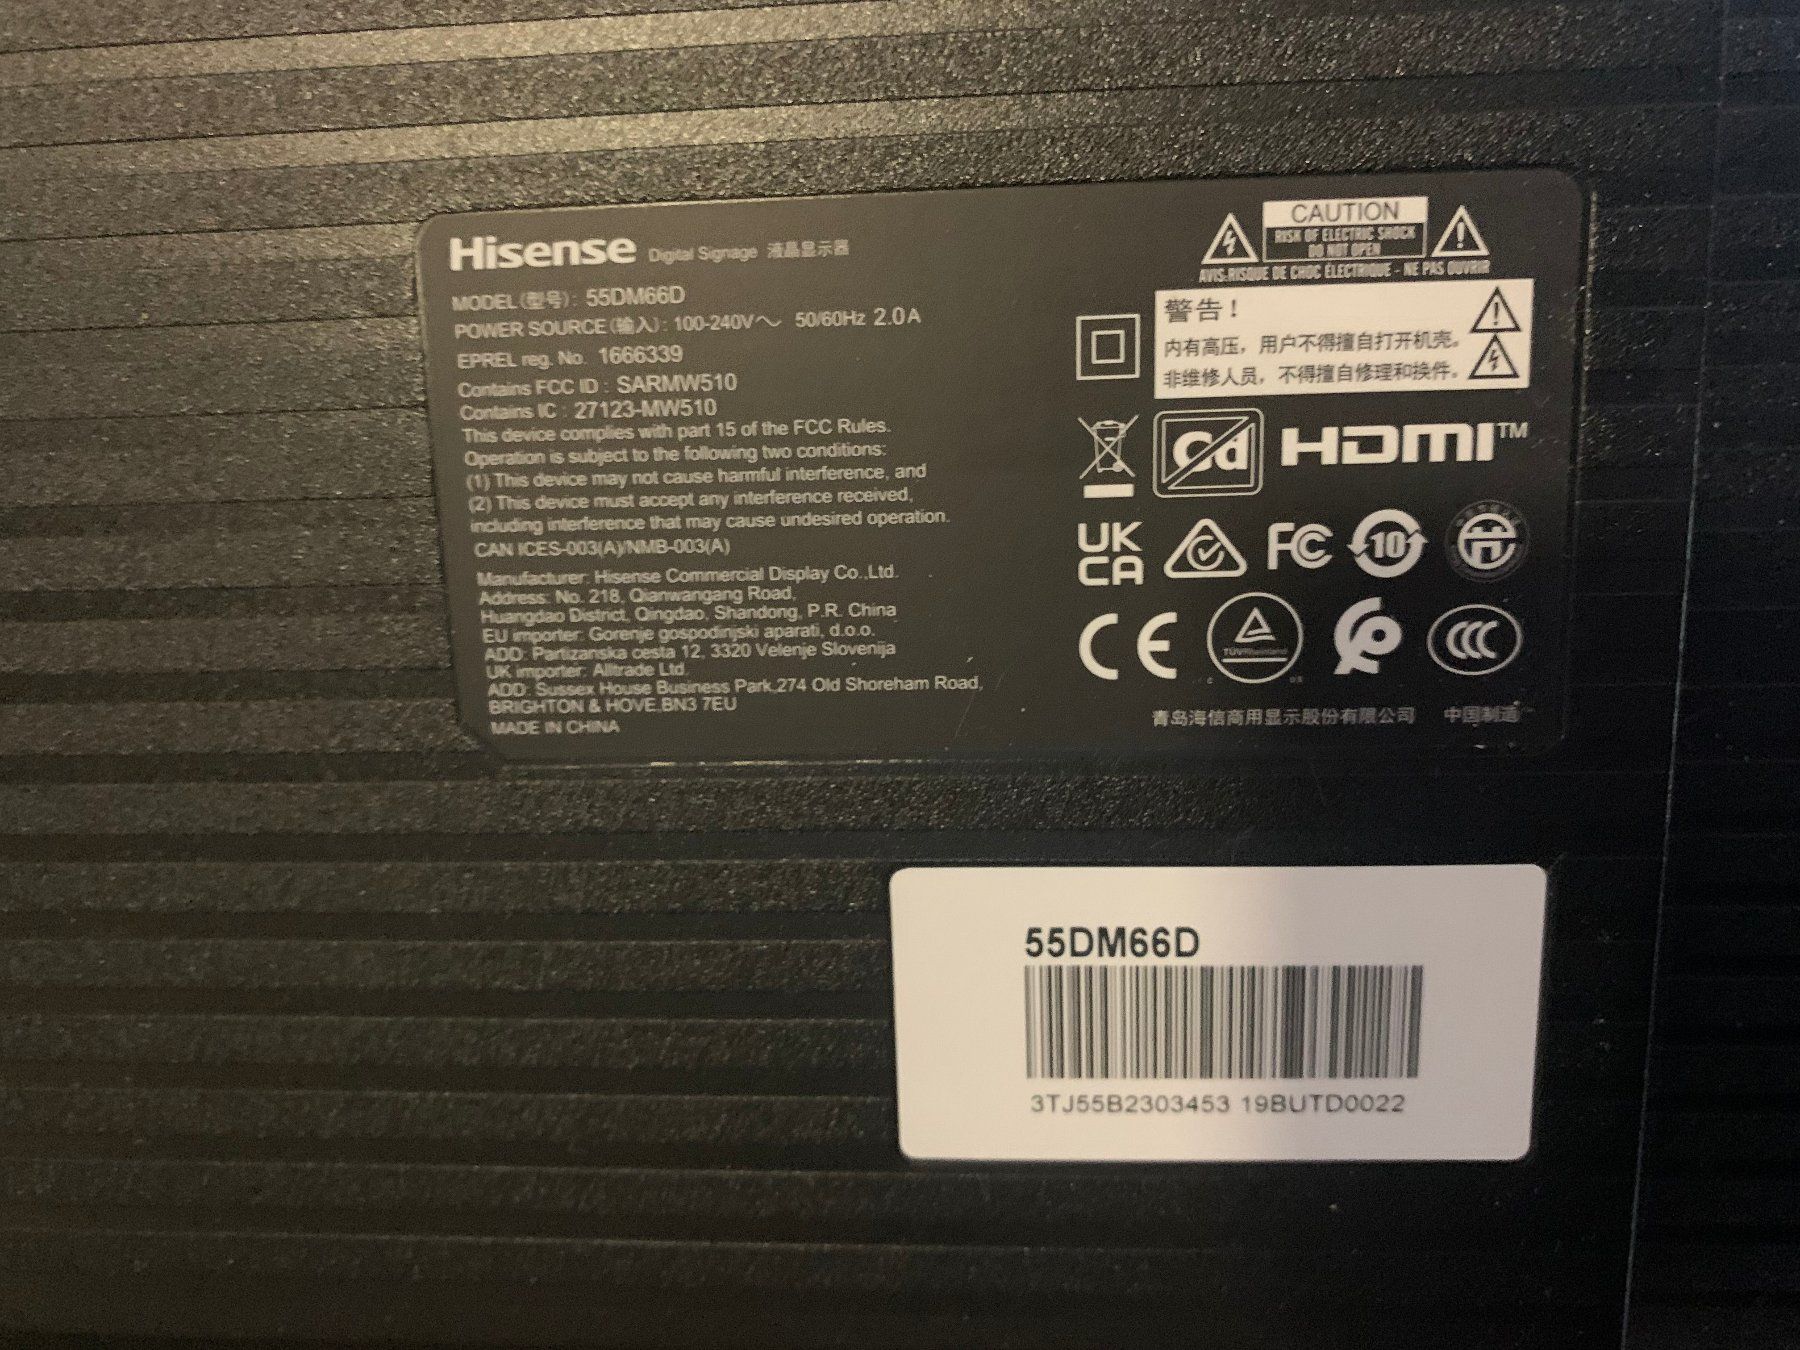 Hisense Digital Signage 液晶显示器
MODEL(型号): 55DM66D
POWER SOURCE(输入): 100-240V～ 50/60Hz 2.0A
EPREL reg. No. 1666339
Contains FCC ID : SARMW510
Contains IC : 27123-MW510
This device complies with part 15 of the FCC Rules.
Operation is subject to the following two conditions:
(1) This device may not cause harmful interference, and
(2) This device must accept any interference received,
including interference that may cause undesired operation.
CAN ICES-003(A)/NMB-003(A)
Manufacturer: Hisense Commercial Display Co.,Ltd.
Address: No. 218, Qianwangang Road,
Huangdao District, Qingdao, Shandong, P.R. China
EU importer: Gorenje gospodinjski aparati, d.o.o.
ADD: Partizanska cesta 12, 3320 Velenje Slovenija
UK importer: Alltrade Ltd.
ADD: Sussex House Business Park,274 Old Shoreham Road,
BRIGHTON & HOVE,BN3 7EU
MADE IN CHINA
CAUTION
RISK OF ELECTRIC SHOCK
DO NOT OPEN
AVIS:RISQUE DE CHOC ÉLECTRIQUE - NE PAS OUVRIR
警告！
内有高压，用户不得擅自打开机壳。
非维修人员，不得擅自修理和换件。
Cd HDMI™
UK
CA
FC 10
CE TÜVRheinland CCC
青岛海信商用显示股份有限公司 中国制造
55DM66D
3TJ55B2303453 19BUTD0022